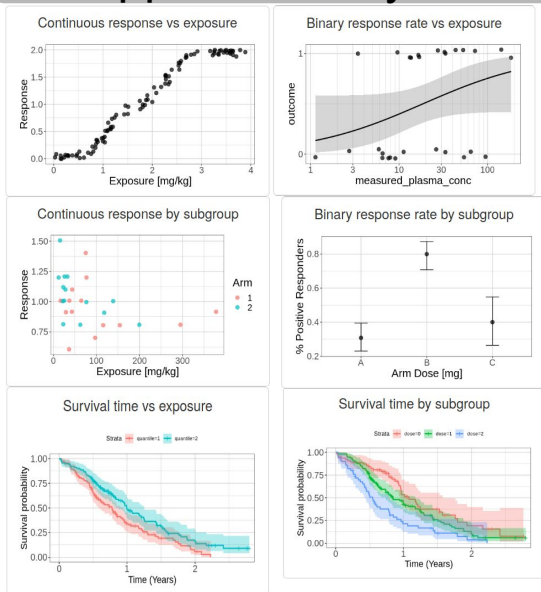 Continuous response vs exposure
Response
2.0
1.5
1.0
0.5
0.0
0
1
2
3
4
Exposure [mg/kg]
Binary response rate vs exposure
outcome
1
0
1
3
10
30
100
measured_plasma_conc
Continuous response by subgroup
Response
1.50
1.25
1.00
0.75
0
100
200
300
Exposure [mg/kg]
Arm
1
2
Binary response rate by subgroup
% Positive Responders
0.8
0.6
0.4
0.2
A
B
C
Arm Dose [mg]
Survival time vs exposure
Strata quantile=1 quantile=2
Survival probability
1.00
0.75
0.50
0.25
0.00
0
1
2
Time (Years)
Survival time by subgroup
Strata dose=0 dose=1 dose=2
Survival probability
1.00
0.75
0.50
0.25
0.00
0
1
2
Time (Years)